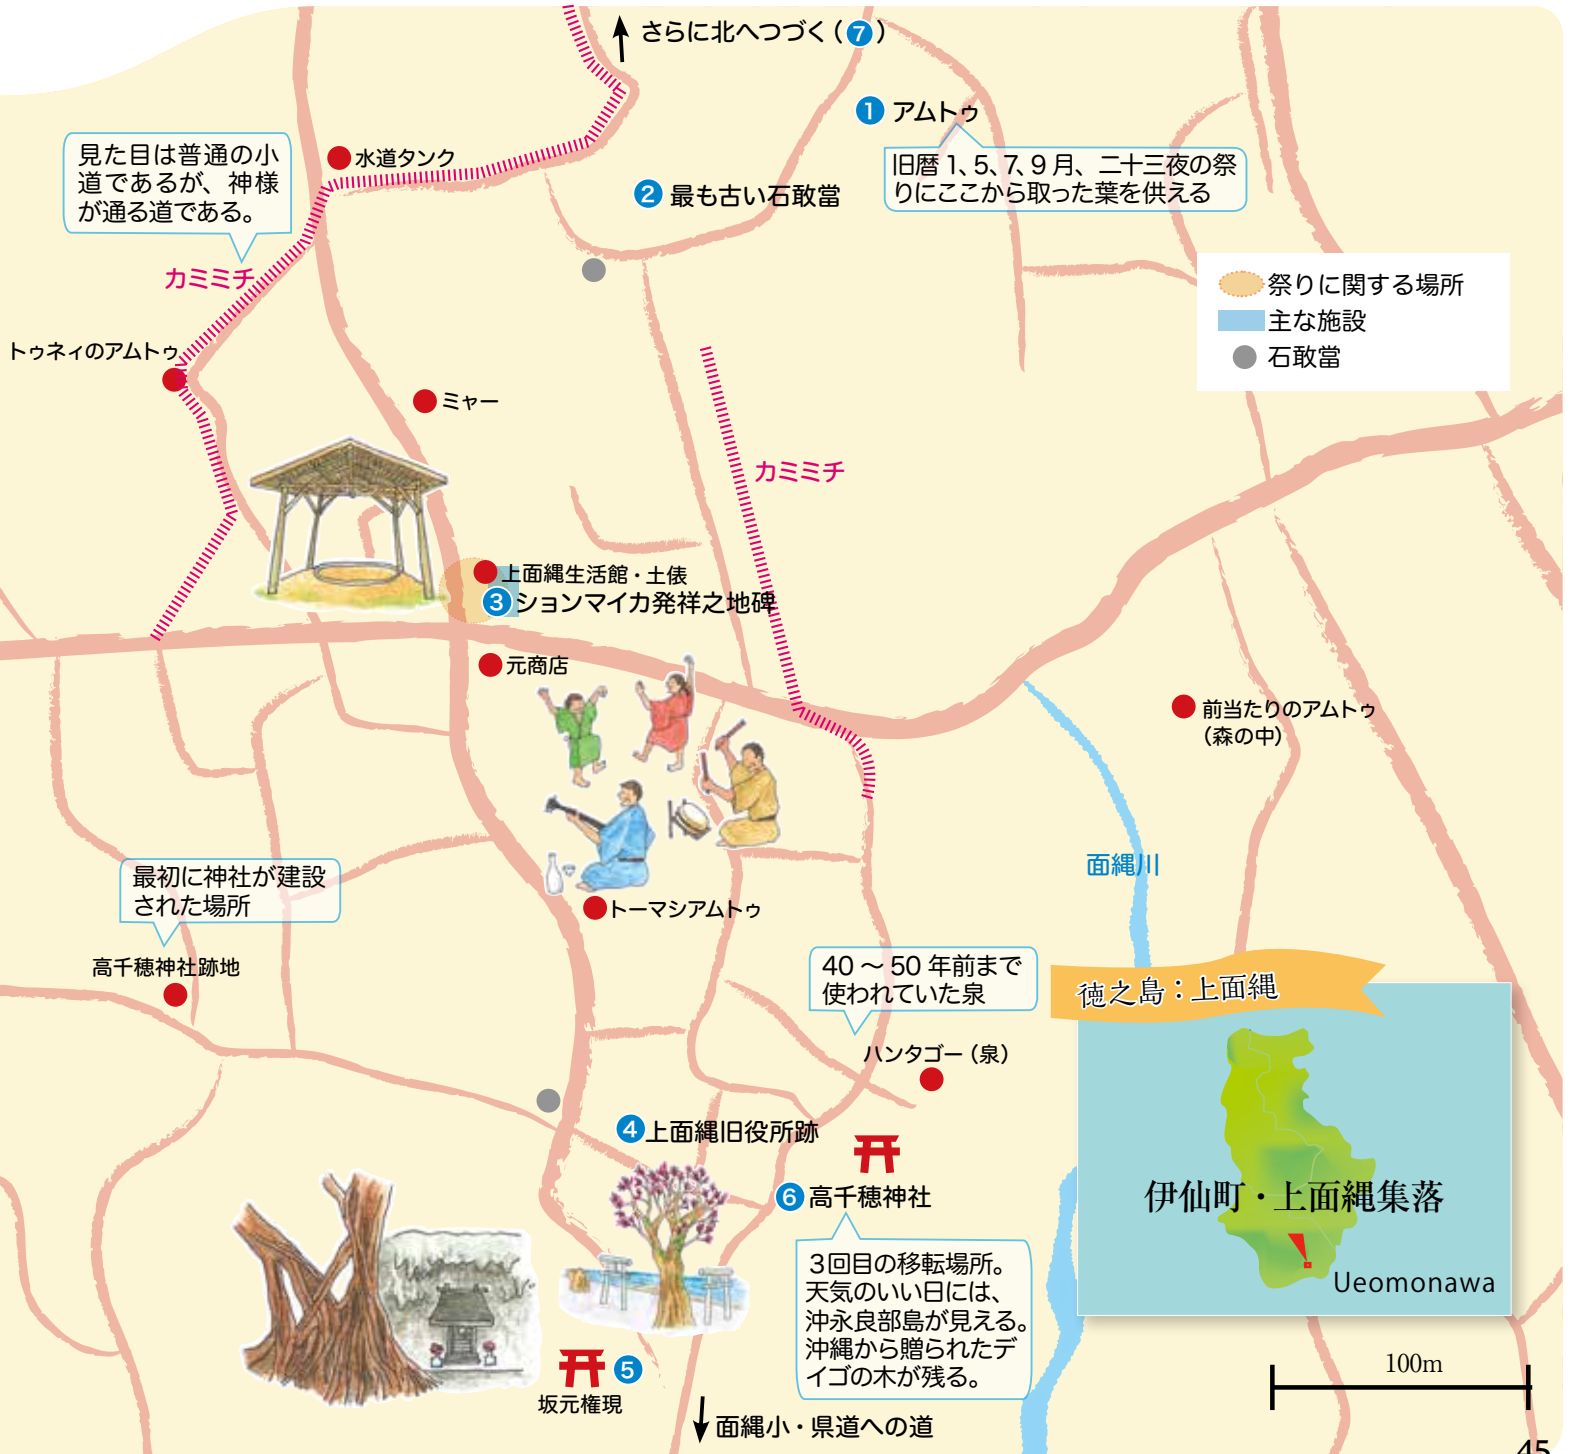 さらに北へつづく（7）
1 アムトゥ
旧暦 1、5、7、9 月、二十三夜の祭
りにここから取った葉を供える
見た目は普通の小
道であるが、神様
が通る道である。
水道タンク
2 最も古い石敢當
カミミチ
祭りに関する場所
主な施設
石敢當
トゥネィのアムトゥ
ミャー
カミミチ
上面縄生活館・土俵
3 ションマイカ発祥之地碑
元商店
前当たりのアムトゥ
（森の中）
面縄川
最初に神社が建設
された場所
高千穂神社跡地
トーマシアムトゥ
40 〜 50 年前まで
使われていた泉
ハンタゴー（泉）
徳之島：上面縄
伊仙町・上面縄集落
Ueomonawa
4 上面縄旧役所跡
6 高千穂神社
3回目の移転場所。
天気のいい日には、
沖永良部島が見える。
沖縄から贈られたデ
イゴの木が残る。
5
坂元権現
面縄小・県道への道
100m
45